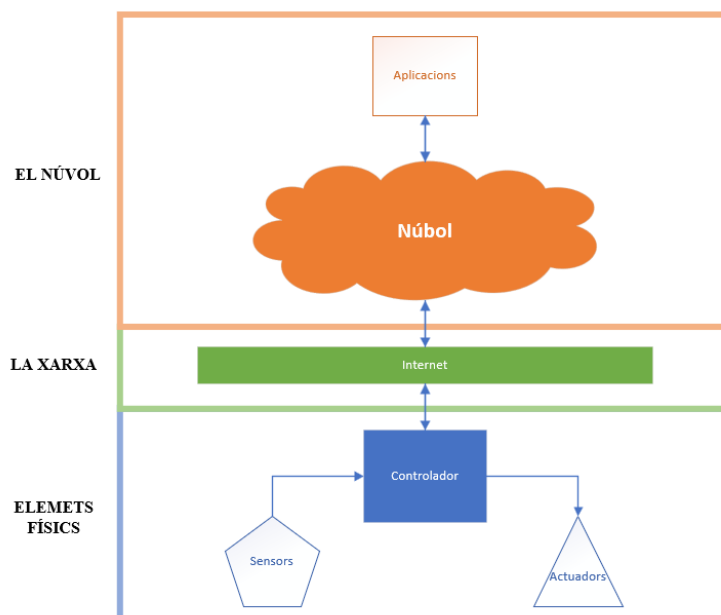 Aplicacions
EL NÚVOL
Núbol
LA XARXA
Internet
Controlador
ELEMETS
FÍSICS
Sensors
Actuadors